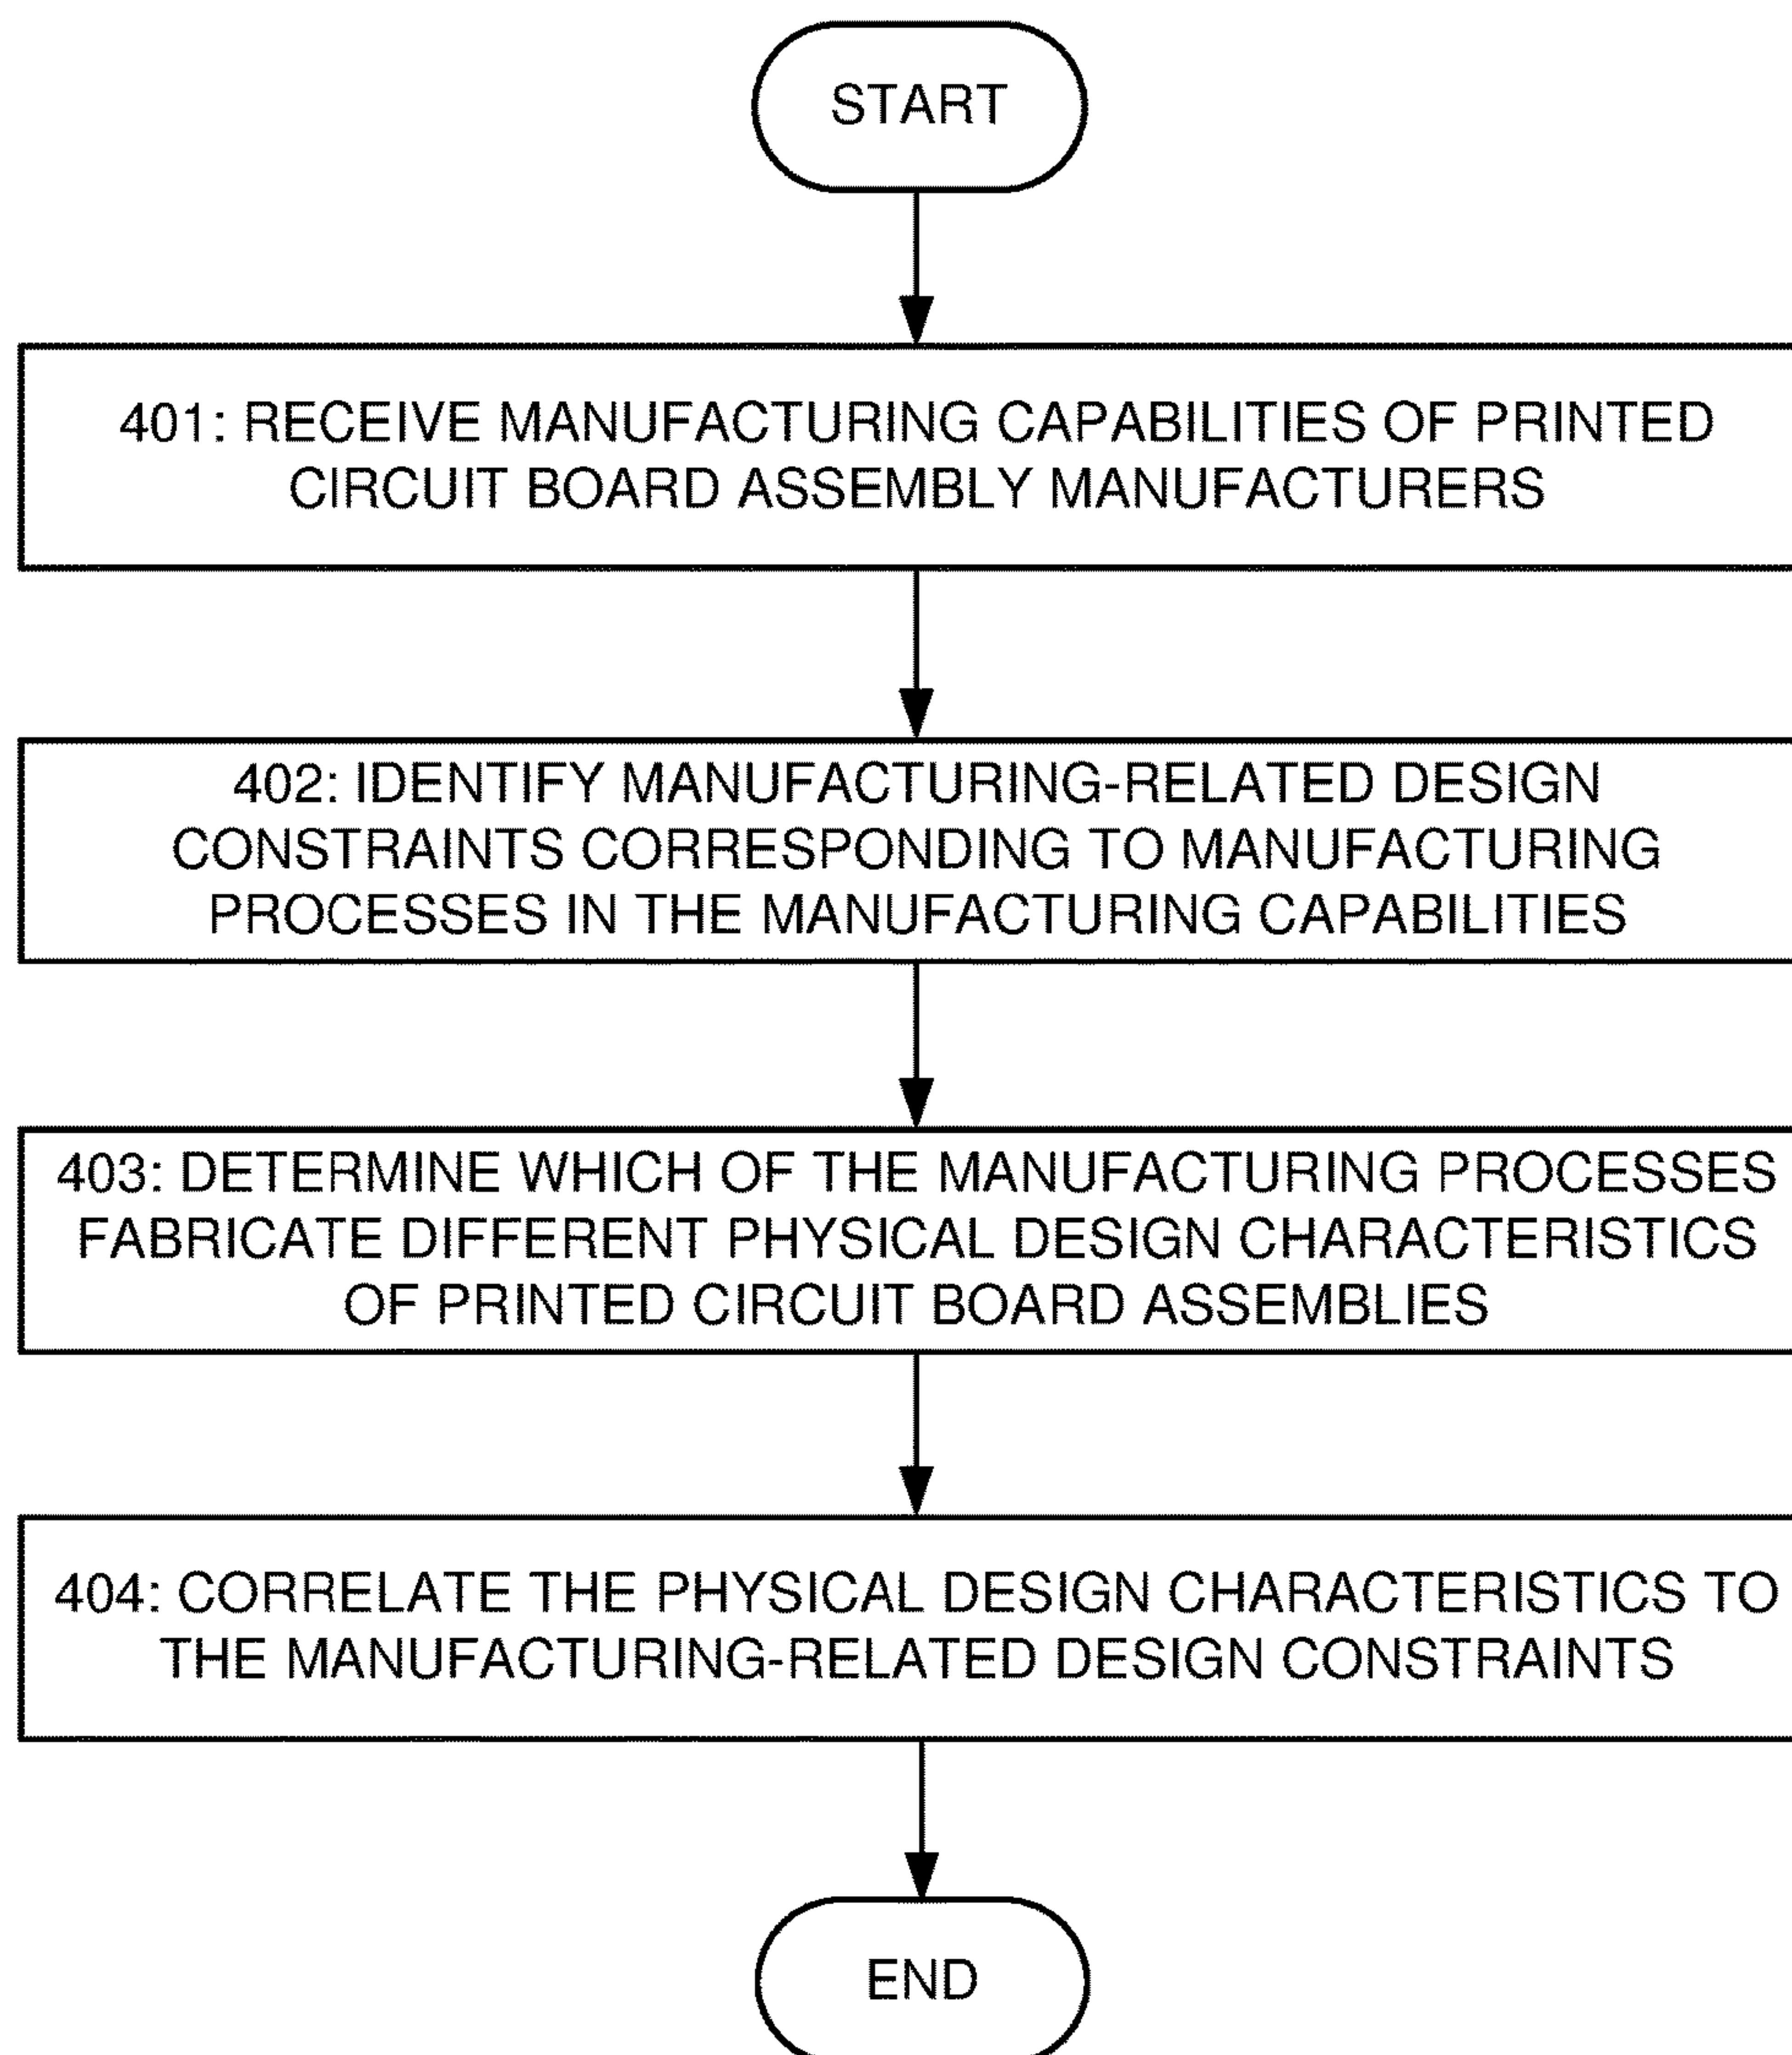 START
401: RECEIVE MANUFACTURING CAPABILITIES OF PRINTED
CIRCUIT BOARD ASSEMBLY MANUFACTURERS
402: IDENTIFY MANUFACTURING-RELATED DESIGN
CONSTRAINTS CORRESPONDING TO MANUFACTURING
PROCESSES IN THE MANUFACTURING CAPABILITIES
403: DETERMINE WHICH OF THE MANUFACTURING PROCESSES
FABRICATE DIFFERENT PHYSICAL DESIGN CHARACTERISTICS
OF PRINTED CIRCUIT BOARD ASSEMBLIES
404: CORRELATE THE PHYSICAL DESIGN CHARACTERISTICS TO
THE MANUFACTURING-RELATED DESIGN CONSTRAINTS
END